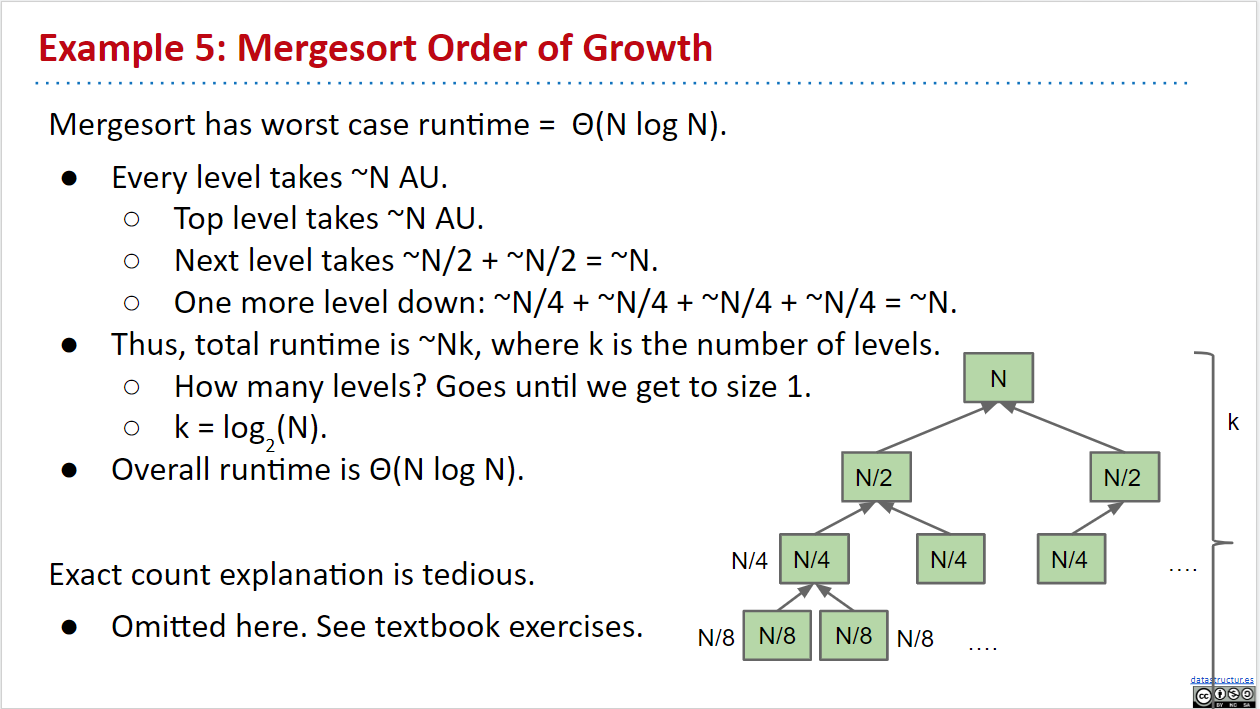 Example 5: Mergesort Order of Growth
Mergesort has worst case runtime = Θ(N log N).
● Every level takes ~N AU.
○ Top level takes ~N AU.
○ Next level takes ~N/2 + ~N/2 = ~N.
○ One more level down: ~N/4 + ~N/4 + ~N/4 + ~N/4 = ~N.
● Thus, total runtime is ~Nk, where k is the number of levels.
○ How many levels? Goes until we get to size 1.
○ k = log₂(N).
● Overall runtime is Θ(N log N).
Exact count explanation is tedious.
● Omitted here. See textbook exercises.
N
k
N/2 N/2
N/4 N/4 N/4 N/4 ....
N/8 N/8 N/8 N/8 ....
datastructur.es
cc BY NC SA